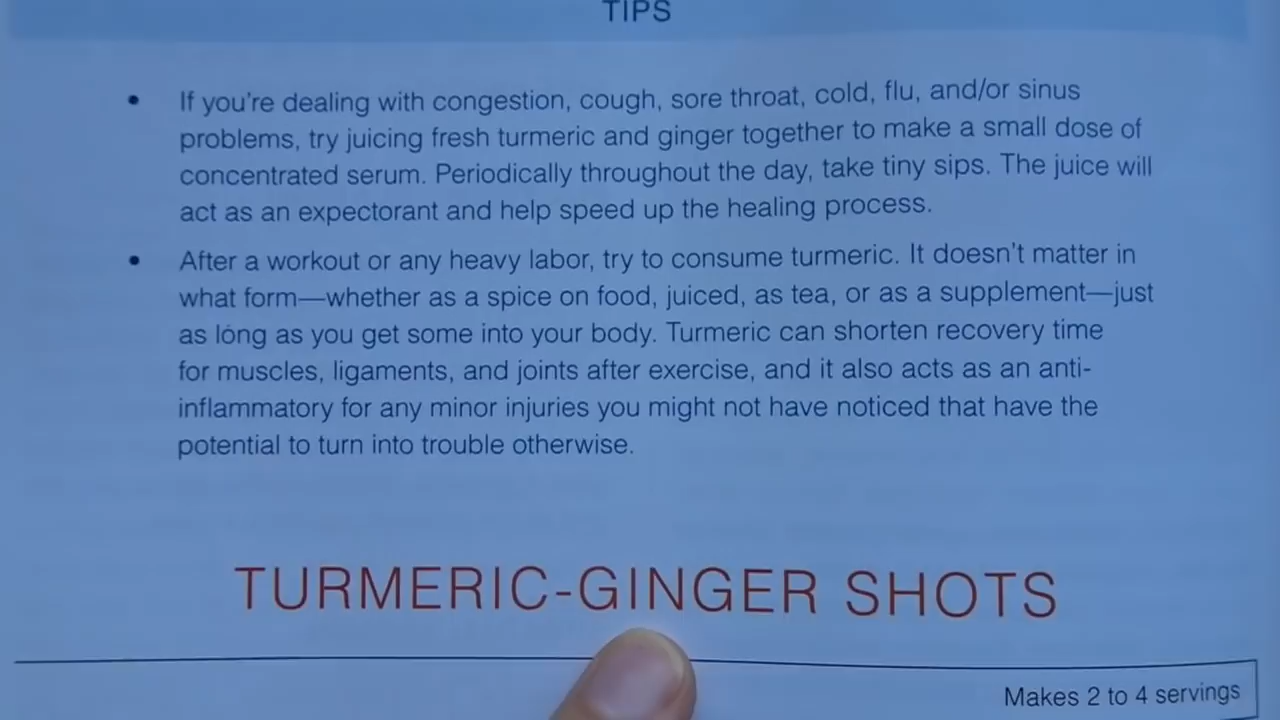 TIPS
• If you're dealing with congestion, cough, sore throat, cold, flu, and/or sinus
problems, try juicing fresh turmeric and ginger together to make a small dose of
concentrated serum. Periodically throughout the day, take tiny sips. The juice will
act as an expectorant and help speed up the healing process.
• After a workout or any heavy labor, try to consume turmeric. It doesn't matter in
what form—whether as a spice on food, juiced, as tea, or as a supplement—just
as long as you get some into your body. Turmeric can shorten recovery time
for muscles, ligaments, and joints after exercise, and it also acts as an anti-
inflammatory for any minor injuries you might not have noticed that have the
potential to turn into trouble otherwise.
TURMERIC-GINGER SHOTS
Makes 2 to 4 servings